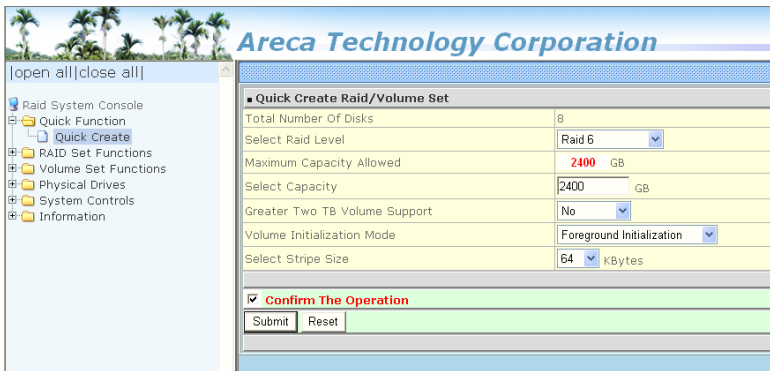 Areca Technology Corporation
|open all|close all|
Raid System Console
Quick Function
Quick Create
RAID Set Functions
Volume Set Functions
Physical Drives
System Controls
Information
Quick Create Raid/Volume Set
Total Number Of Disks 8
Select Raid Level Raid 6
Maximum Capacity Allowed 2400 GB
Select Capacity 2400 GB
Greater Two TB Volume Support No
Volume Initialization Mode Foreground Initialization
Select Stripe Size 64 KBytes
Confirm The Operation
Submit Reset